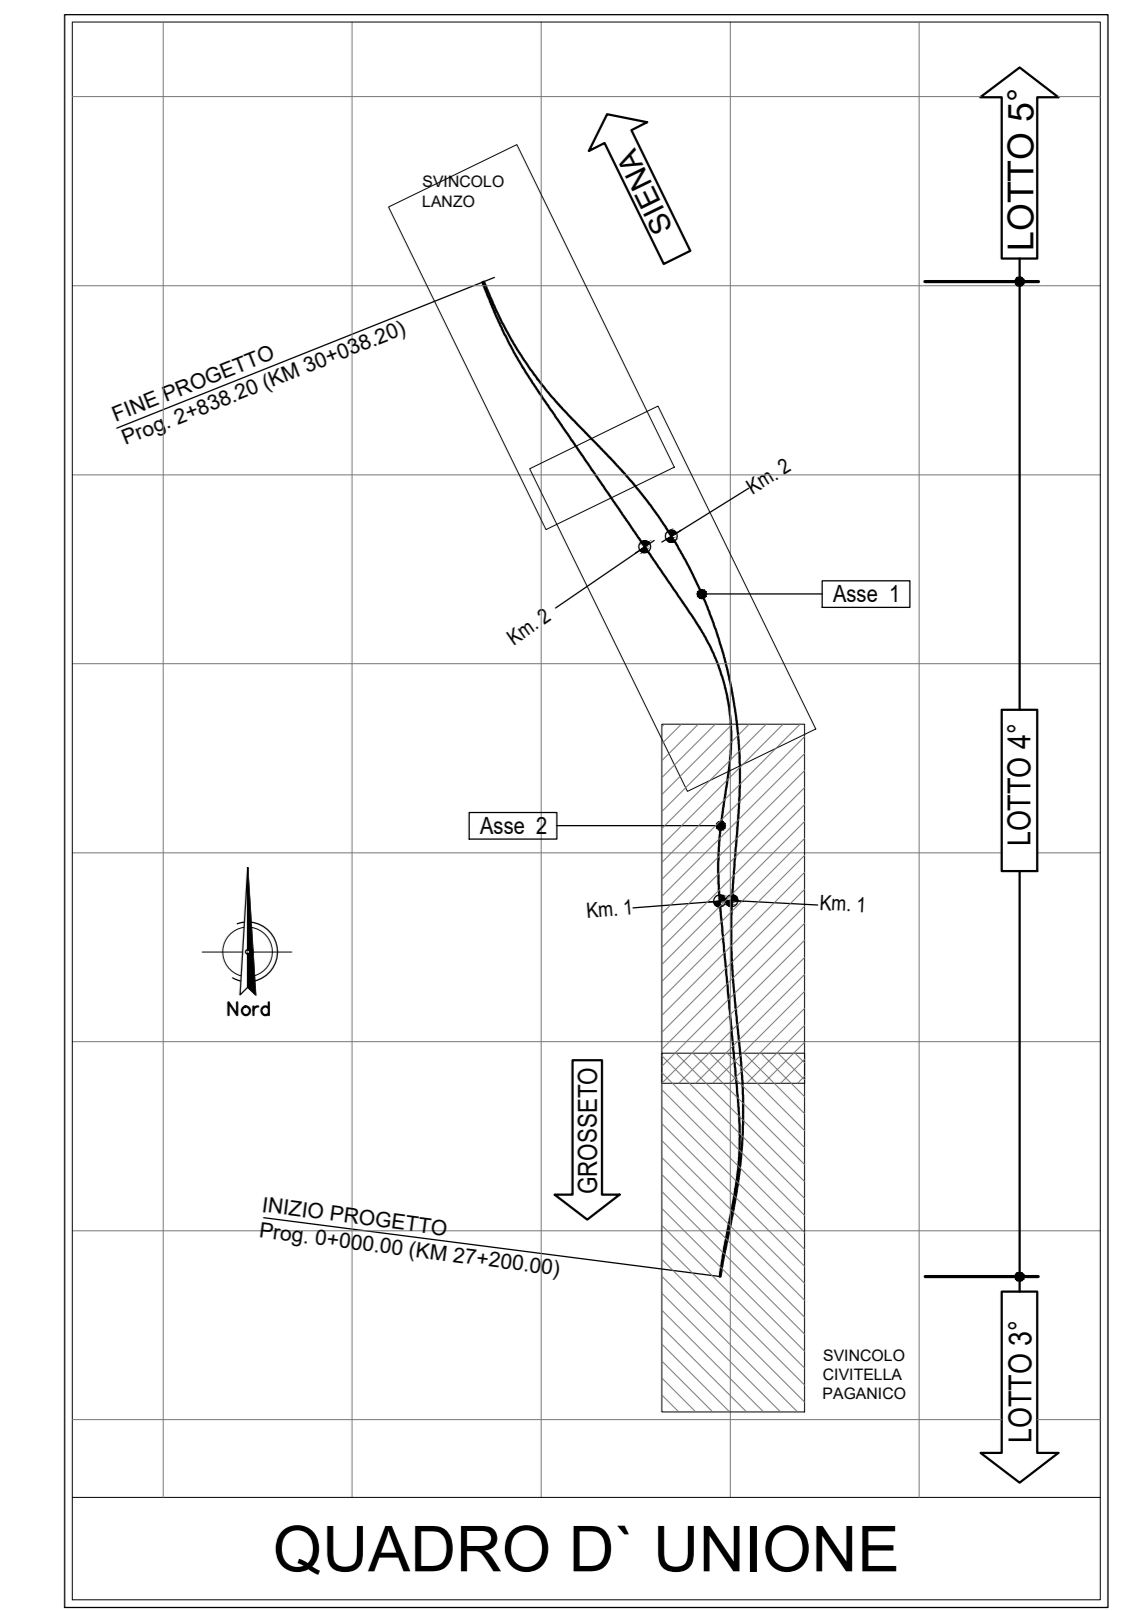 LOTTO 5°
SIENA
SVINCOLO
LANZO
FINE PROGETTO
Prog. 2+838.20 (KM 30+038.20)
Km. 2
Km. 2
Asse 1
LOTTO 4°
Asse 2
Km. 1
Km. 1
Nord
GROSSETO
INIZIO PROGETTO
Prog. 0+000.00 (KM 27+200.00)
SVINCOLO
CIVITELLA
PAGANICO
LOTTO 3°
QUADRO D` UNIONE